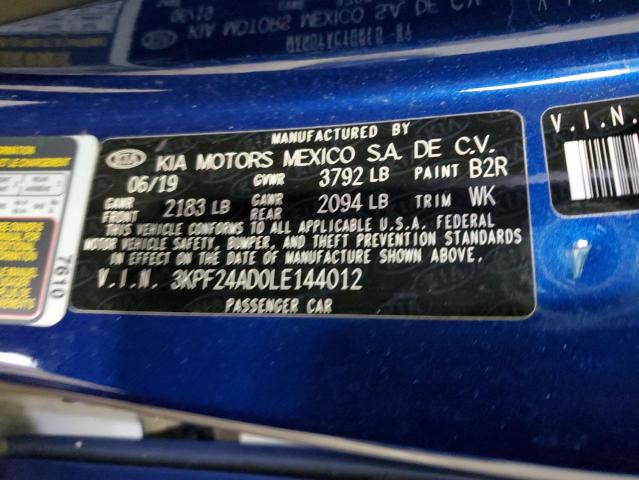 MANUFACTURED BY
KIA KIA MOTORS MEXICO S.A. DE C.V.
06/19 GVWR 3792 LB PAINT B2R
GAWR FRONT 2183 LB GAWR REAR 2094 LB TRIM WK
THIS VEHICLE CONFORMS TO ALL APPLICABLE U.S.A. FEDERAL
MOTOR VEHICLE SAFETY, BUMPER, AND THEFT PREVENTION STANDARDS
IN EFFECT ON THE DATE OF MANUFACTURE SHOWN ABOVE.
V.I.N. 3KPF24AD0LE144012
PASSENGER CAR
V.I.N.
7610